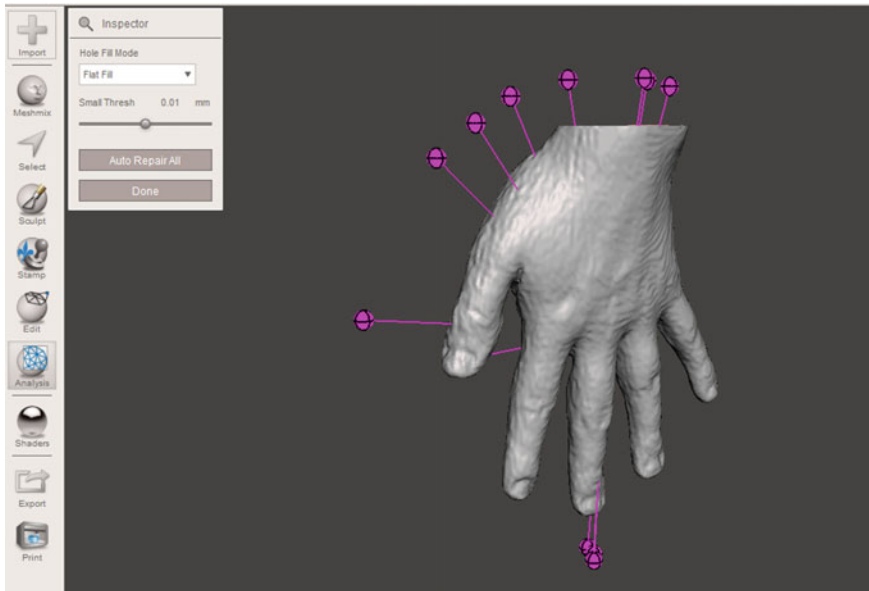 Import
Meshmix
Select
Sculpt
Stamp
Edit
Analysis
Shaders
Export
Print
Inspector
Hole Fill Mode
Flat Fill
Small Thresh 0.01 mm
Auto Repair All
Done